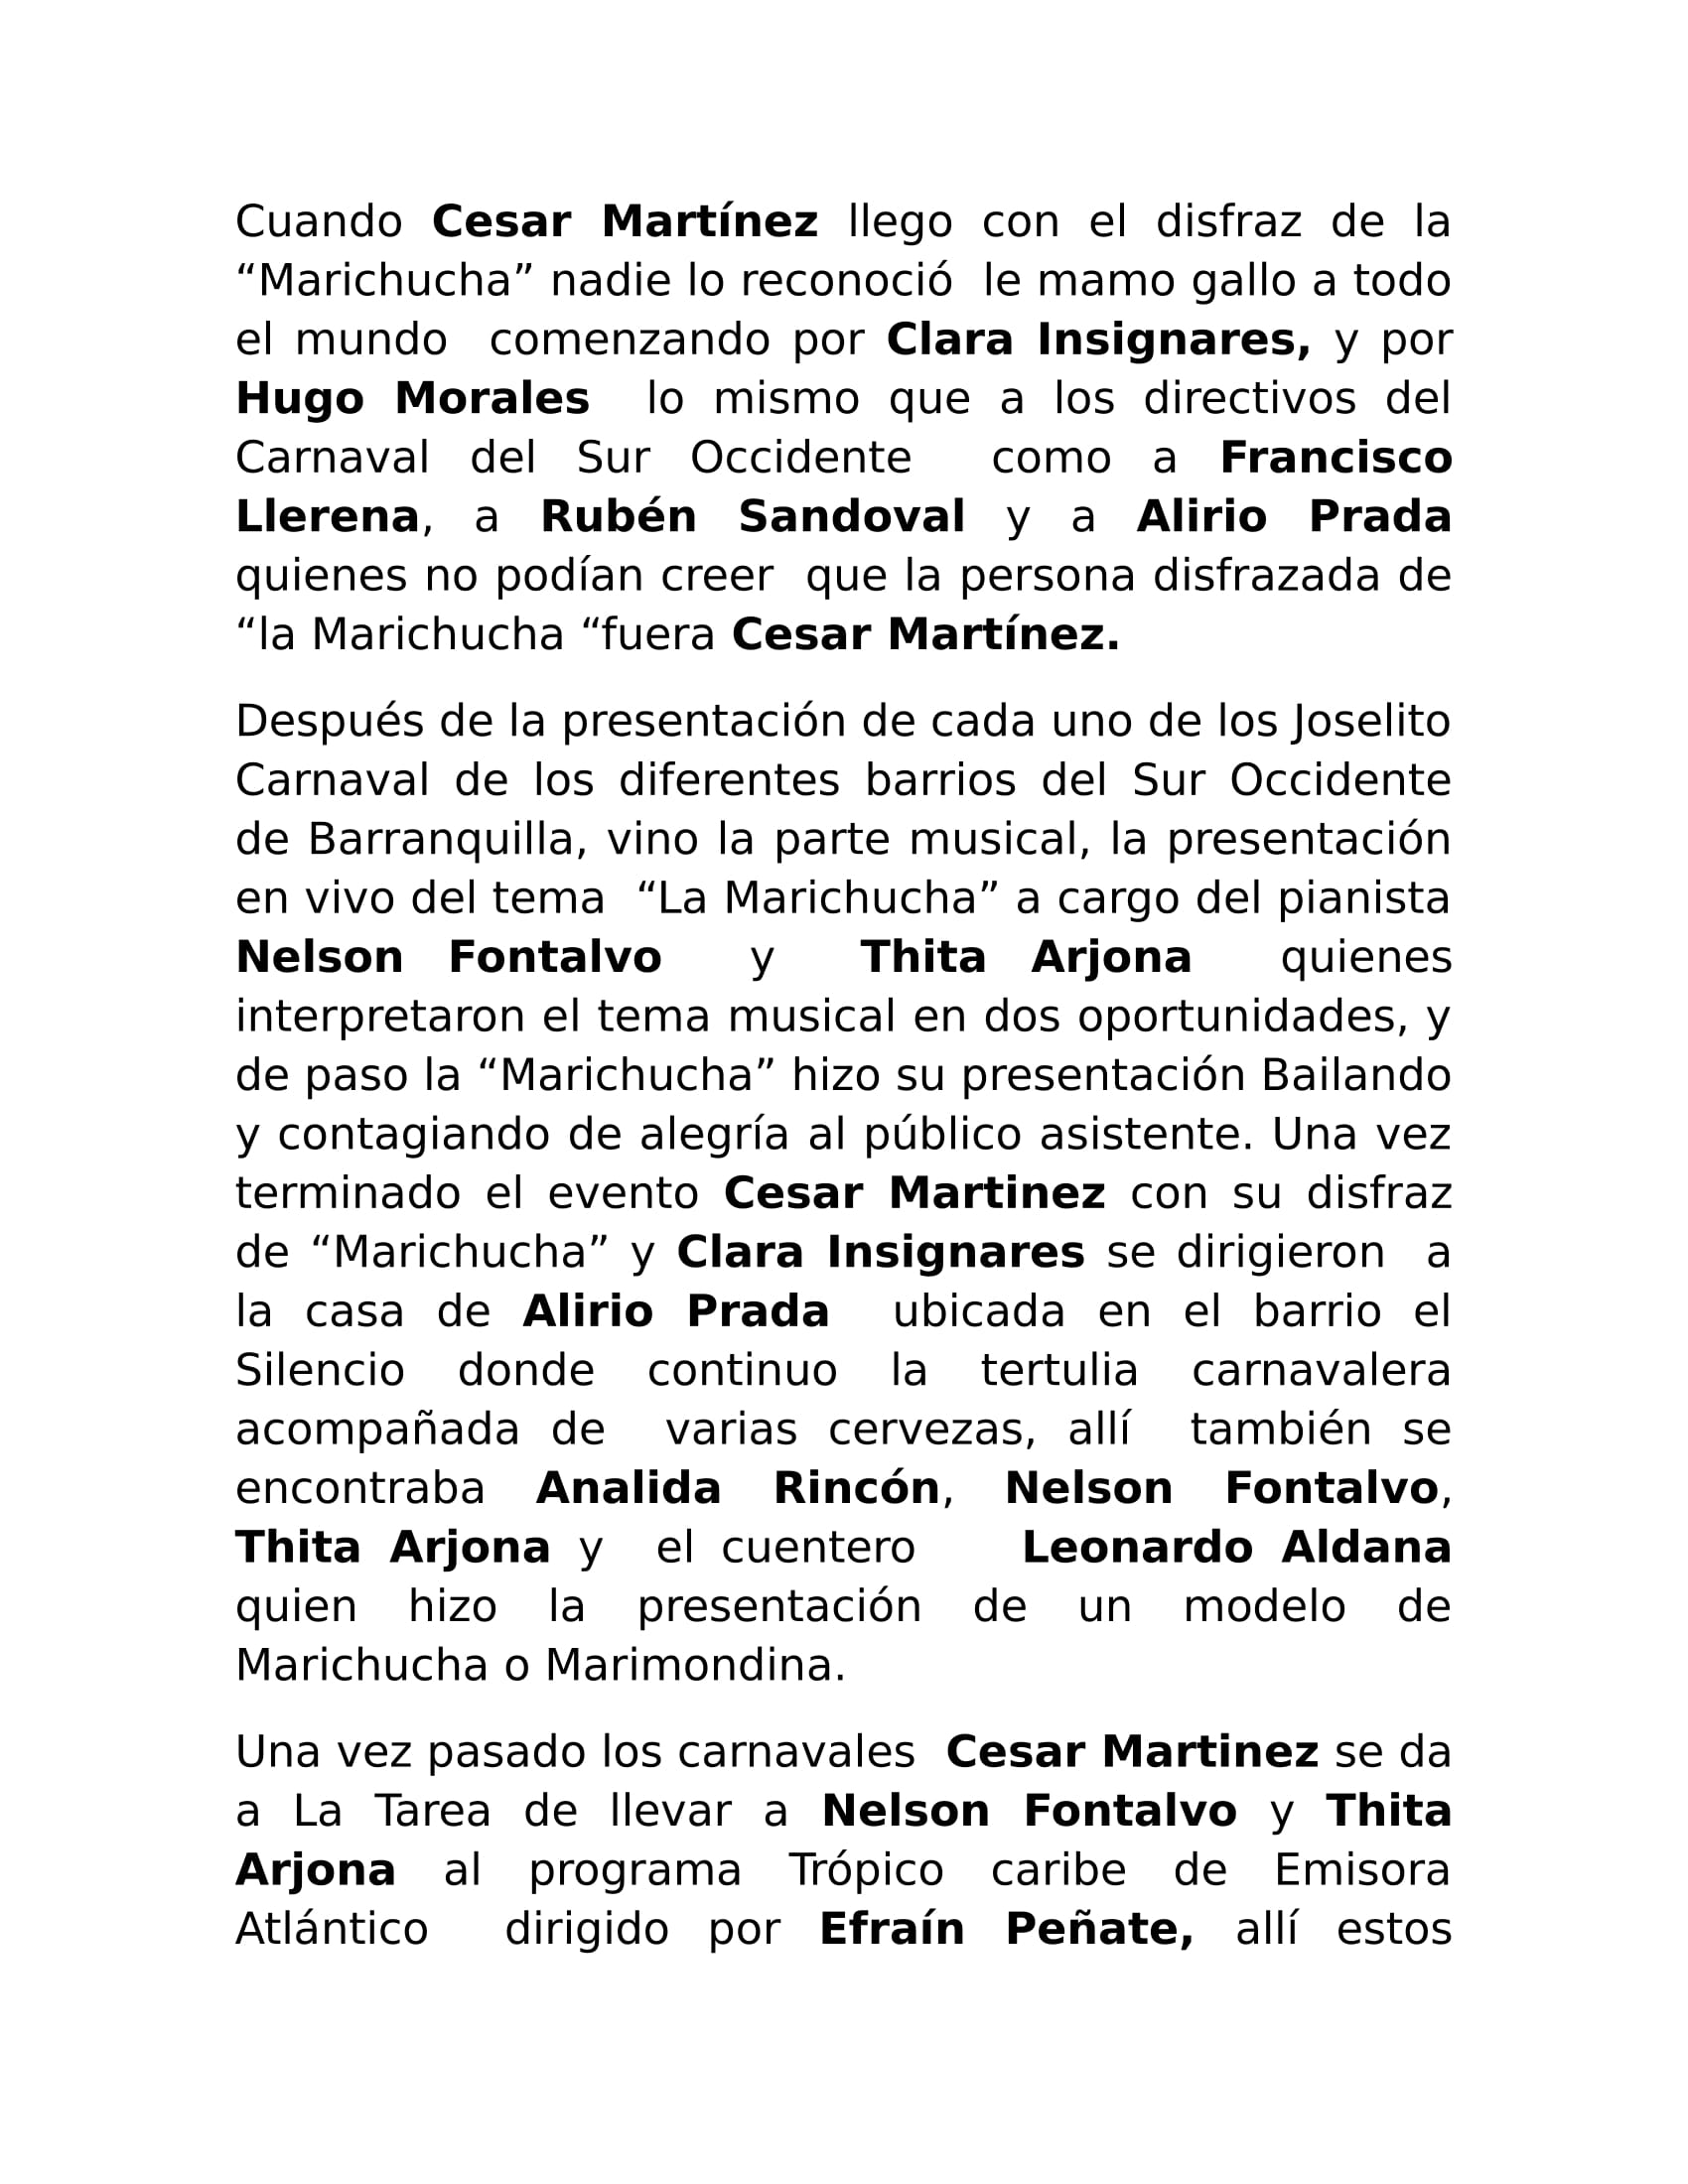 Cuando Cesar Martínez llego con el disfraz de la
“Marichucha” nadie lo reconoció  le mamo gallo a todo
el mundo  comenzando por Clara Insignares, y por
Hugo Morales  lo mismo que a los directivos del
Carnaval del Sur Occidente  como a Francisco
Llerena, a Rubén Sandoval y a Alirio Prada
quienes no podían creer  que la persona disfrazada de
“la Marichucha “fuera Cesar Martínez.
Después de la presentación de cada uno de los Joselito
Carnaval de los diferentes barrios del Sur Occidente
de Barranquilla, vino la parte musical, la presentación
en vivo del tema  “La Marichucha” a cargo del pianista
Nelson Fontalvo  y  Thita Arjona  quienes
interpretaron el tema musical en dos oportunidades, y
de paso la “Marichucha” hizo su presentación Bailando
y contagiando de alegría al público asistente. Una vez
terminado el evento Cesar Martinez con su disfraz
de “Marichucha” y Clara Insignares se dirigieron  a
la casa de Alirio Prada  ubicada en el barrio el
Silencio donde continuo la tertulia carnavalera
acompañada de  varias cervezas, allí  también se
encontraba Analida Rincón, Nelson Fontalvo,
Thita Arjona y  el cuentero    Leonardo Aldana
quien hizo la presentación de un modelo de
Marichucha o Marimondina.
Una vez pasado los carnavales  Cesar Martinez se da
a La Tarea de llevar a Nelson Fontalvo y Thita
Arjona al programa Trópico caribe de Emisora
Atlántico  dirigido por Efraín Peñate, allí estos